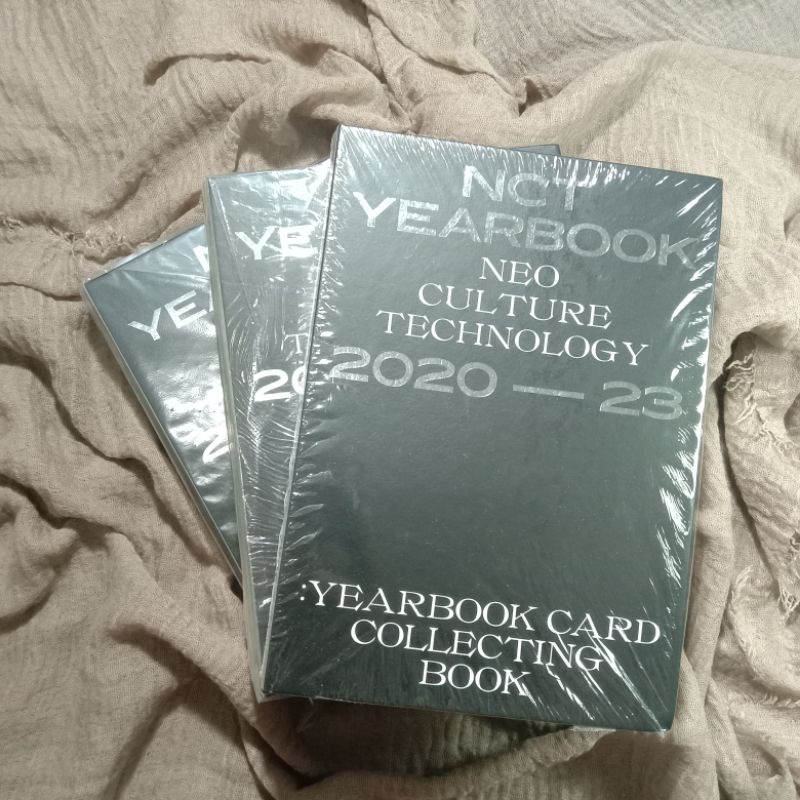 NCT
YEARBOOK
NEO
CULTURE
TECHNOLOGY
2020 — 23
:YEARBOOK CARD
COLLECTING
BOOK